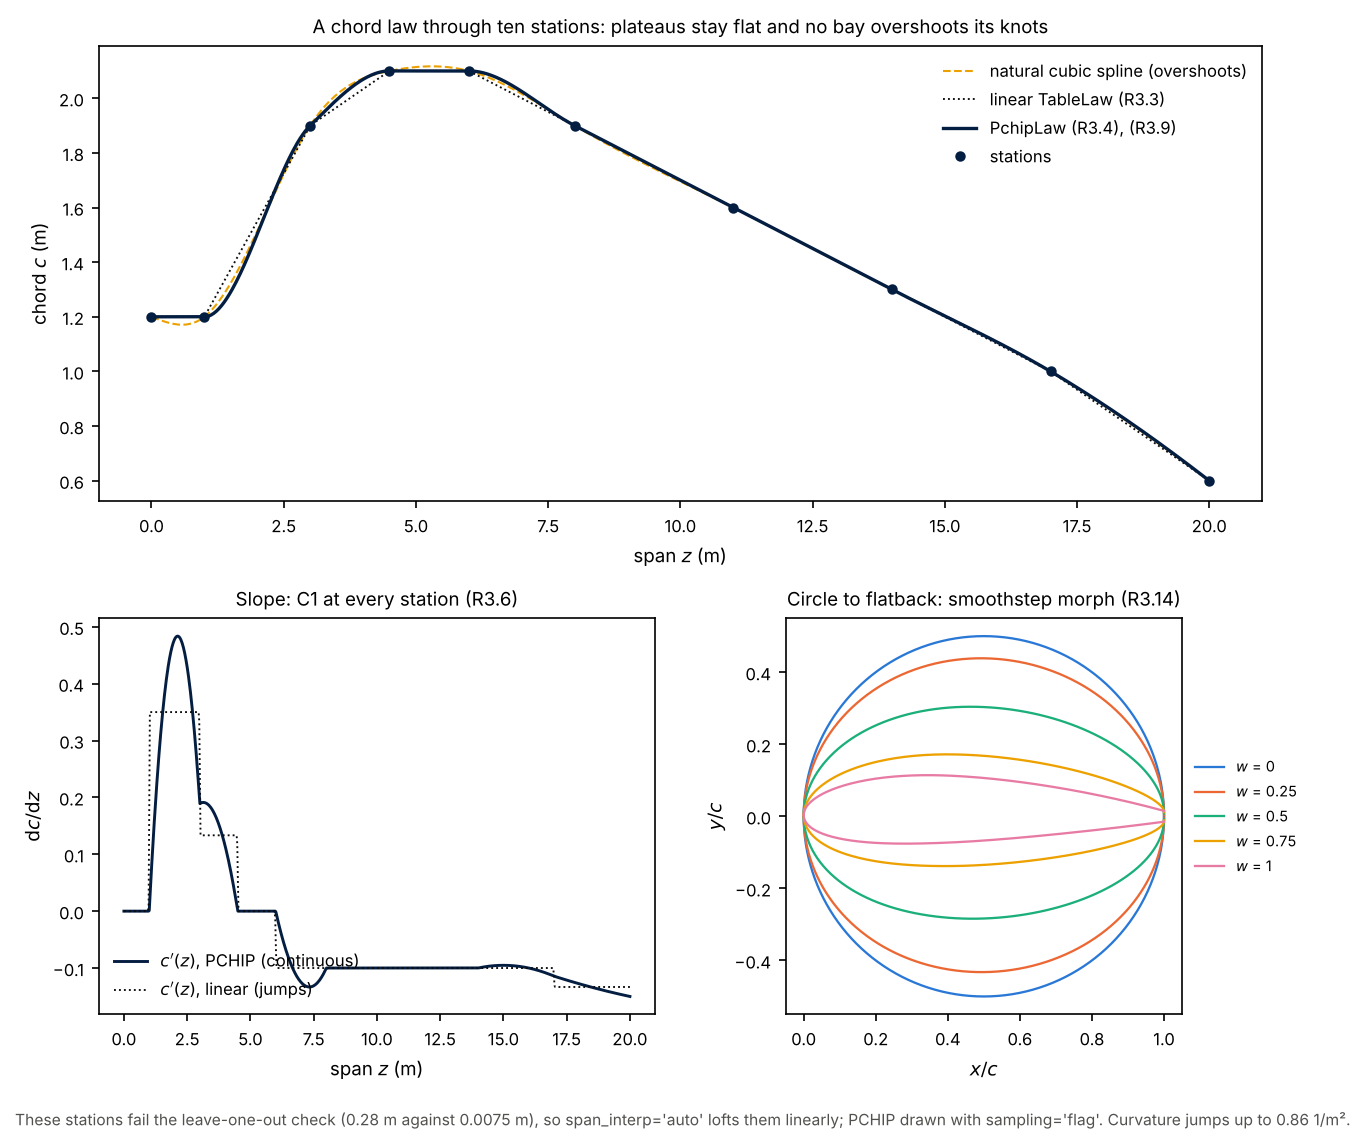 A chord law through ten stations: plateaus stay flat and no bay overshoots its knots
natural cubic spline (overshoots)
linear TableLaw (R3.3)
PchipLaw (R3.4), (R3.9)
stations
chord c (m)
2.0
1.8
1.6
1.4
1.2
1.0
0.8
0.6
0.0 2.5 5.0 7.5 10.0 12.5 15.0 17.5 20.0
span z (m)
Slope: C1 at every station (R3.6)
dc/dz
0.5
0.4
0.3
0.2
0.1
0.0
−0.1
c′(z), PCHIP (continuous)
c′(z), linear (jumps)
0.0 2.5 5.0 7.5 10.0 12.5 15.0 17.5 20.0
span z (m)
Circle to flatback: smoothstep morph (R3.14)
y/c
0.4
0.2
0.0
−0.2
−0.4
0.0 0.2 0.4 0.6 0.8 1.0
x/c
w = 0
w = 0.25
w = 0.5
w = 0.75
w = 1
These stations fail the leave-one-out check (0.28 m against 0.0075 m), so span_interp='auto' lofts them linearly; PCHIP drawn with sampling='flag'. Curvature jumps up to 0.86 1/m².